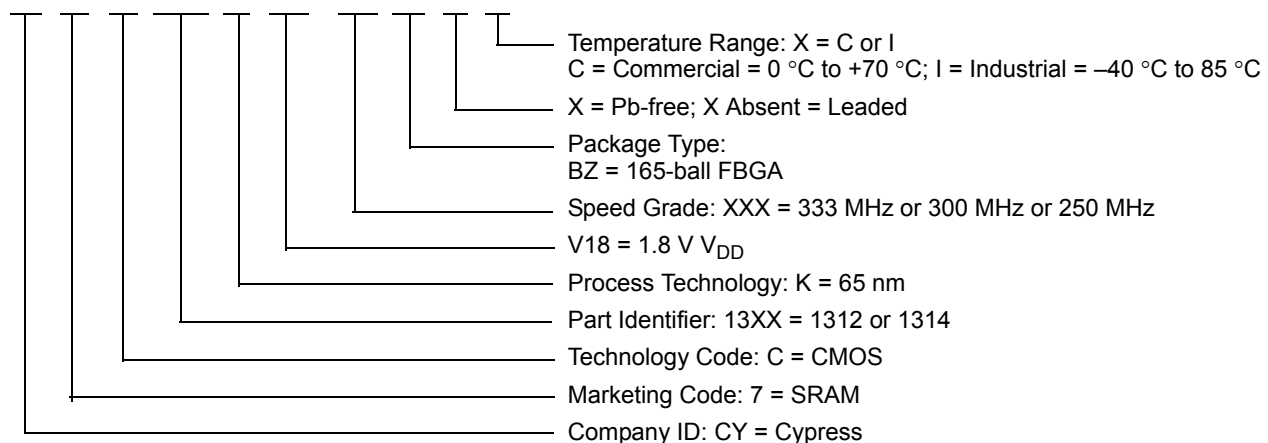 Temperature Range: X = C or I
C = Commercial = 0 °C to +70 °C; I = Industrial = –40 °C to 85 °C
X = Pb-free; X Absent = Leaded
Package Type:
BZ = 165-ball FBGA
Speed Grade: XXX = 333 MHz or 300 MHz or 250 MHz
V18 = 1.8 V VDD
Process Technology: K = 65 nm
Part Identifier: 13XX = 1312 or 1314
Technology Code: C = CMOS
Marketing Code: 7 = SRAM
Company ID: CY = Cypress